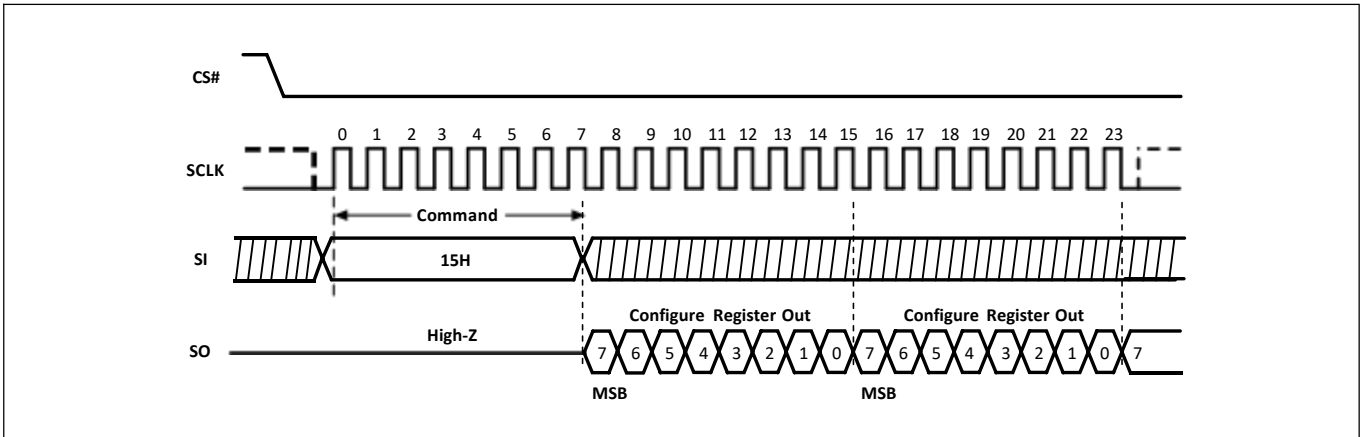 CS#
0 1 2 3 4 5 6 7 8 9 10 11 12 13 14 15 16 17 18 19 20 21 22 23
SCLK
Command
SI
15H
Configure Register Out Configure Register Out
High-Z
SO
7 6 5 4 3 2 1 0 7 6 5 4 3 2 1 0 7
MSB MSB